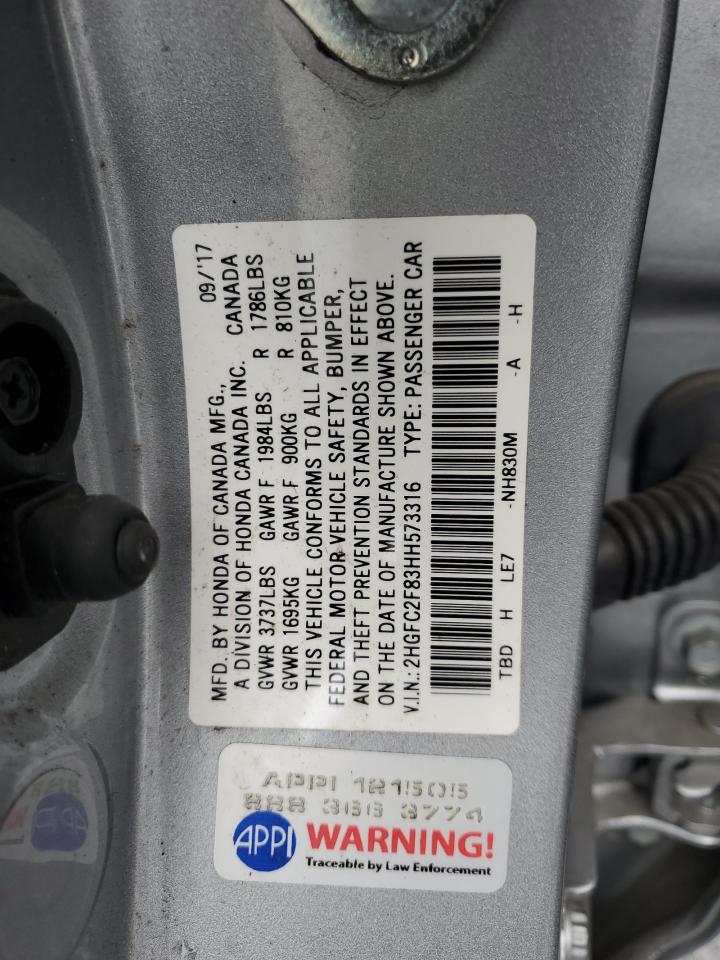 09/'17
MFD. BY HONDA OF CANADA MFG.,
A DIVISION OF HONDA CANADA INC. CANADA
GVWR 3737LBS GAWR F 1984LBS R 1786LBS
GVWR 1695KG GAWR F 900KG R 810KG
THIS VEHICLE CONFORMS TO ALL APPLICABLE
FEDERAL MOTOR VEHICLE SAFETY, BUMPER,
AND THEFT PREVENTION STANDARDS IN EFFECT
ON THE DATE OF MANUFACTURE SHOWN ABOVE.
V.I.N.:2HGFC2F83HH573316 TYPE: PASSENGER CAR
TBD H LE7 -NH830M -A -H
APPI 121505
888 366 3774
APPI WARNING!
Traceable by Law Enforcement